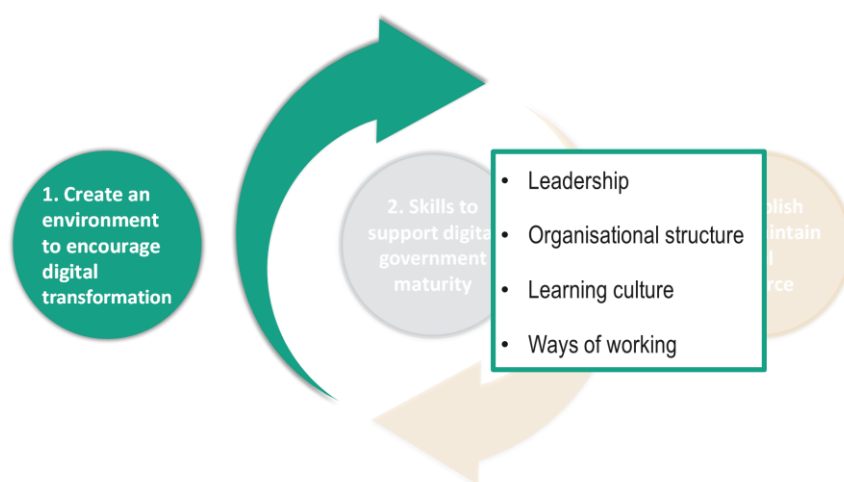 1. Create an
environment
to encourage
digital
transformation
2. Skills to
support digita
government
maturity
• Leadership
• Organisational structure
• Learning culture
• Ways of working